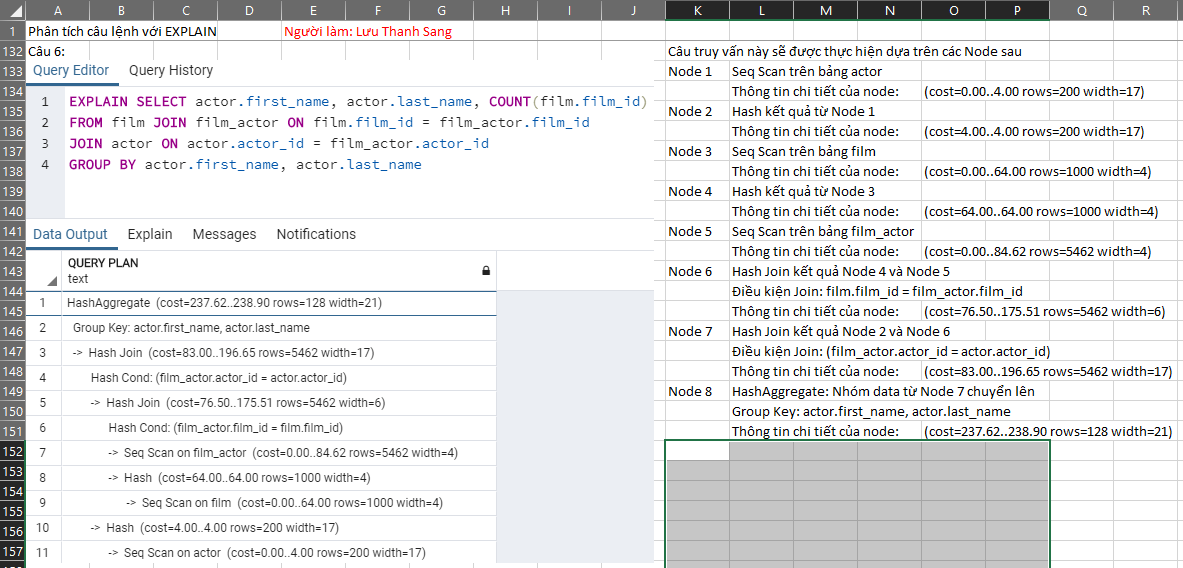 A B C D E F G H I J K L M N O P Q R
1 Phân tích câu lệnh với EXPLAIN Người làm: Lưu Thanh Sang
132 Câu 6: Câu truy vấn này sẽ được thực hiện dựa trên các Node sau
Query Editor Query History
1 EXPLAIN SELECT actor.first_name, actor.last_name, COUNT(film.film_id)
2 FROM film JOIN film_actor ON film.film_id = film_actor.film_id
3 JOIN actor ON actor.actor_id = film_actor.actor_id
4 GROUP BY actor.first_name, actor.last_name
Data Output Explain Messages Notifications
QUERY PLAN
text
1 HashAggregate (cost=237.62..238.90 rows=128 width=21)
2 Group Key: actor.first_name, actor.last_name
3 -> Hash Join (cost=83.00..196.65 rows=5462 width=17)
4 Hash Cond: (film_actor.actor_id = actor.actor_id)
5 -> Hash Join (cost=76.50..175.51 rows=5462 width=6)
6 Hash Cond: (film_actor.film_id = film.film_id)
7 -> Seq Scan on film_actor (cost=0.00..84.62 rows=5462 width=4)
8 -> Hash (cost=64.00..64.00 rows=1000 width=4)
9 -> Seq Scan on film (cost=0.00..64.00 rows=1000 width=4)
10 -> Hash (cost=4.00..4.00 rows=200 width=17)
11 -> Seq Scan on actor (cost=0.00..4.00 rows=200 width=17)
133 Node 1 Seq Scan trên bảng actor
134 Thông tin chi tiết của node: (cost=0.00..4.00 rows=200 width=17)
135 Node 2 Hash kết quả từ Node 1
136 Thông tin chi tiết của node: (cost=4.00..4.00 rows=200 width=17)
137 Node 3 Seq Scan trên bảng film
138 Thông tin chi tiết của node: (cost=0.00..64.00 rows=1000 width=4)
139 Node 4 Hash kết quả từ Node 3
140 Thông tin chi tiết của node: (cost=64.00..64.00 rows=1000 width=4)
141 Node 5 Seq Scan trên bảng film_actor
142 Thông tin chi tiết của node: (cost=0.00..84.62 rows=5462 width=4)
143 Node 6 Hash Join kết quả Node 4 và Node 5
144 Điều kiện Join: film.film_id = film_actor.film_id
145 Thông tin chi tiết của node: (cost=76.50..175.51 rows=5462 width=6)
146 Node 7 Hash Join kết quả Node 2 và Node 6
147 Điều kiện Join: (film_actor.actor_id = actor.actor_id)
148 Thông tin chi tiết của node: (cost=83.00..196.65 rows=5462 width=17)
149 Node 8 HashAggregate: Nhóm data từ Node 7 chuyển lên
150 Group Key: actor.first_name, actor.last_name
151 Thông tin chi tiết của node: (cost=237.62..238.90 rows=128 width=21)
152
153
154
155
156
157